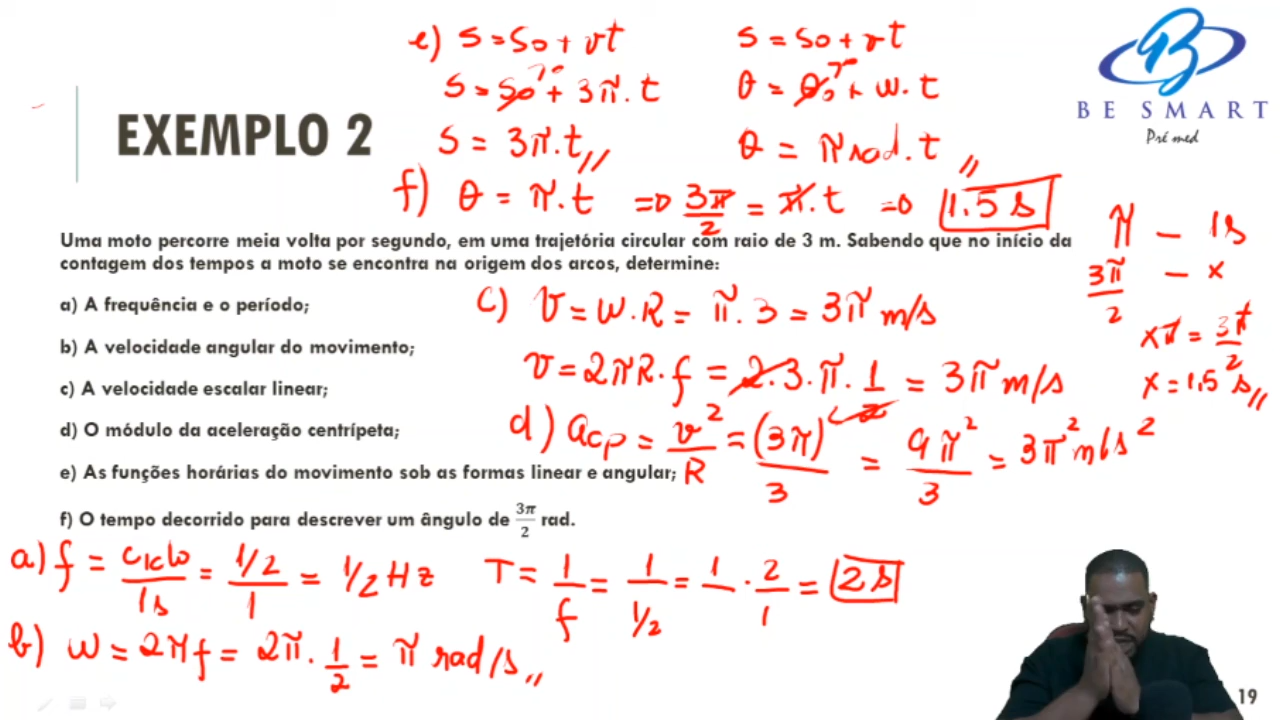 e) S = So + vt
S = So + 3π.t
S = 3π.t //
S = So + vt
θ = θo + w.t
θ = π rad.t //
BE SMART
Pré med
EXEMPLO 2
f) θ = π.t ⇒ 3π/2 = π.t ⇒ 1.5 s
Uma moto percorre meia volta por segundo, em uma trajetória circular com raio de 3 m. Sabendo que no início da
contagem dos tempos a moto se encontra na origem dos arcos, determine:
π – 1s
3π/2 – x
xπ = 3π/2
x = 1.5 s //
a) A frequência e o período;
b) A velocidade angular do movimento;
c) A velocidade escalar linear;
d) O módulo da aceleração centrípeta;
e) As funções horárias do movimento sob as formas linear e angular;
f) O tempo decorrido para descrever um ângulo de 3π/2 rad.
c) v = w.R = π.3 = 3π m/s
v = 2πR.f = 2.3.π.1/2 = 3π m/s
d) acp = v²/R = (3π)²/3 = 9π²/3 = 3π² m/s²
a) f = ciclo/1s = 1/2/1 = 1/2 Hz
T = 1/f = 1/1/2 = 1/1 . 2/1 = 2 s
b) w = 2πf = 2π.1/2 = π rad/s //
19